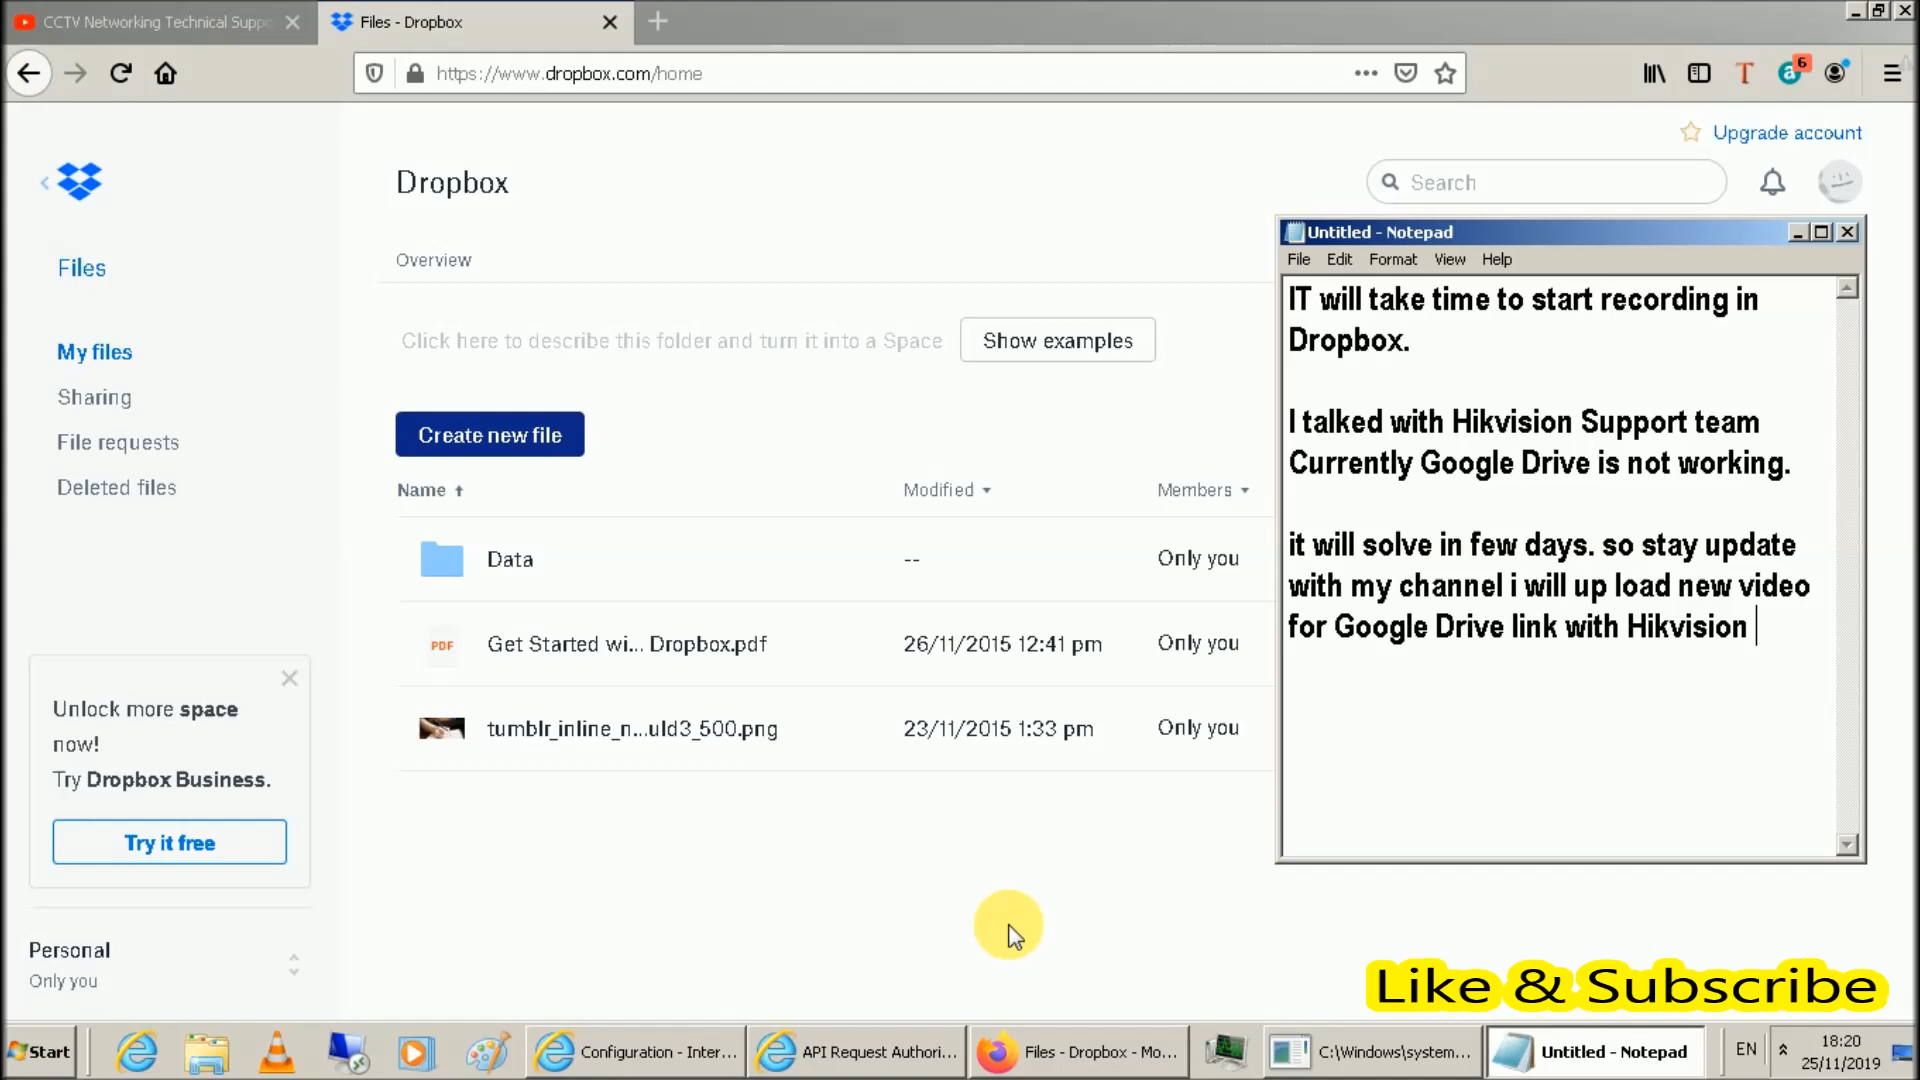 CCTV Networking Technical Suppo
Files - Dropbox
https://www.dropbox.com/home
6
Upgrade account
Dropbox
Search
Files
Overview
My files
Sharing
File requests
Deleted files
Click here to describe this folder and turn it into a Space
Show examples
Create new file
Name
Modified
Members
Data
--
Only you
PDF
Get Started wi... Dropbox.pdf
26/11/2015 12:41 pm
Only you
tumblr_inline_n...uld3_500.png
23/11/2015 1:33 pm
Only you
Unlock more space
now!
Try Dropbox Business.
Try it free
Personal
Only you
Untitled - Notepad
File Edit Format View Help
IT will take time to start recording in
Dropbox.
I talked with Hikvision Support team
Currently Google Drive is not working.
it will solve in few days. so stay update
with my channel i will up load new video
for Google Drive link with Hikvision
Like & Subscribe
Start
Configuration - Inter...
API Request Authori...
Files - Dropbox - Mo...
C:\Windows\system...
Untitled - Notepad
EN
18:20
25/11/2019